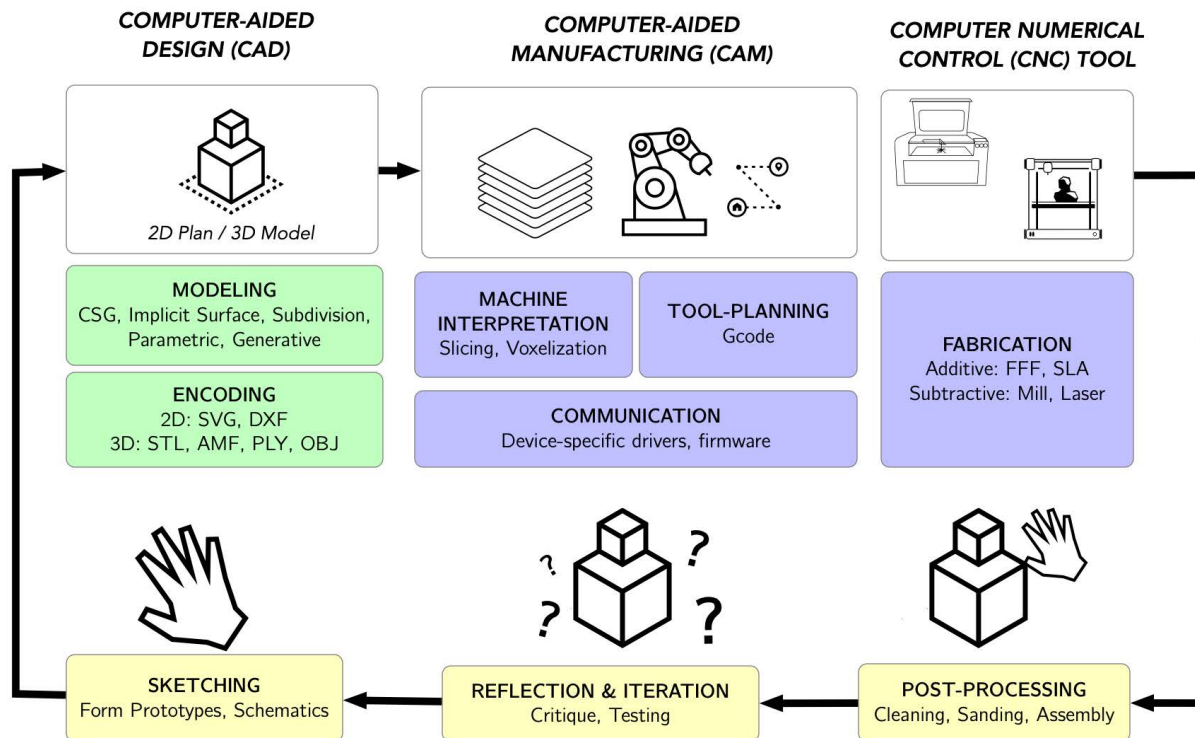 COMPUTER-AIDED
DESIGN (CAD)
COMPUTER-AIDED
MANUFACTURING (CAM)
COMPUTER NUMERICAL
CONTROL (CNC) TOOL
2D Plan / 3D Model
MODELING
CSG, Implicit Surface, Subdivision,
Parametric, Generative
ENCODING
2D: SVG, DXF
3D: STL, AMF, PLY, OBJ
MACHINE
INTERPRETATION
Slicing, Voxelization
TOOL-PLANNING
Gcode
COMMUNICATION
Device-specific drivers, firmware
FABRICATION
Additive: FFF, SLA
Subtractive: Mill, Laser
?
?
?
?
SKETCHING
Form Prototypes, Schematics
REFLECTION & ITERATION
Critique, Testing
POST-PROCESSING
Cleaning, Sanding, Assembly